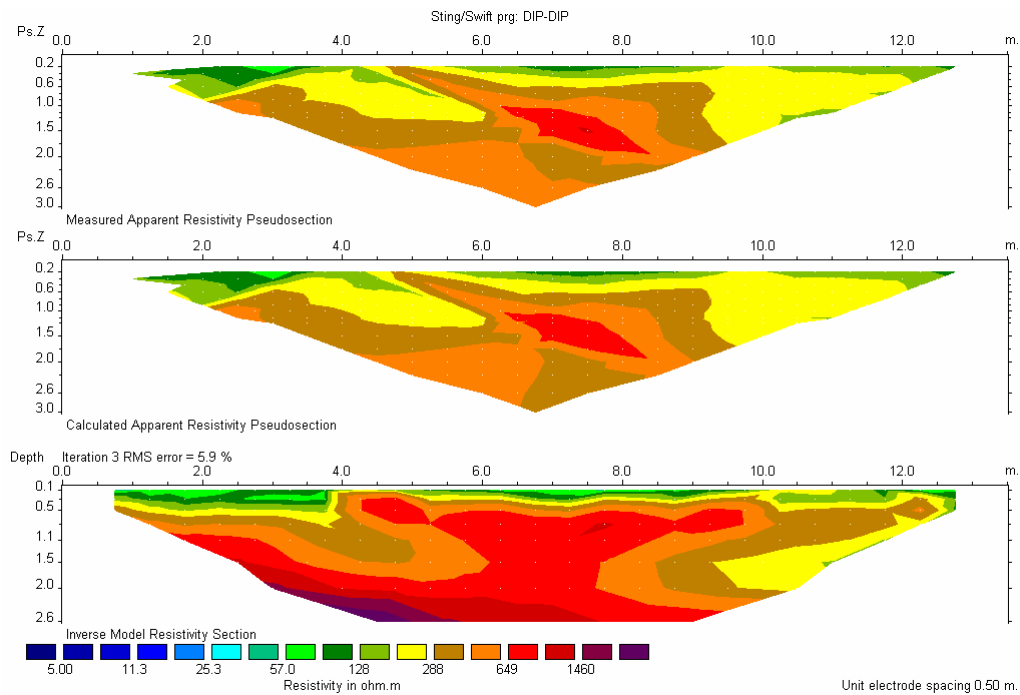 Sting/Swift prg: DIP-DIP
Ps.Z 0.0 2.0 4.0 6.0 8.0 10.0 12.0 m.
0.2
0.6
1.0
1.5
2.0
2.6
3.0
Measured Apparent Resistivity Pseudosection
Ps.Z 0.0 2.0 4.0 6.0 8.0 10.0 12.0 m.
0.2
0.6
1.0
1.5
2.0
2.6
3.0
Calculated Apparent Resistivity Pseudosection
Depth Iteration 3 RMS error = 5.9 %
0.0 2.0 4.0 6.0 8.0 10.0 12.0 m.
0.1
0.5
1.1
2.0
2.6
Inverse Model Resistivity Section
5.00 11.3 25.3 57.0 128 288 649 1460
Resistivity in ohm.m
Unit electrode spacing 0.50 m.